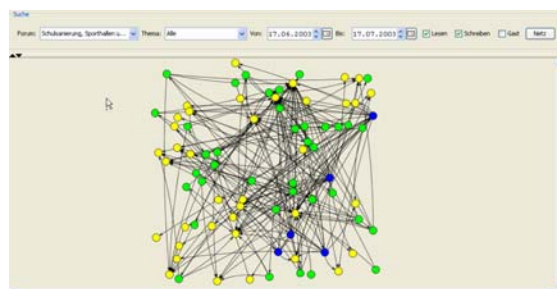 Suche
Forum: Schulsanierung, Sporthallen u... Thema: Alle Von: 17.06.2003 Bis: 17.07.2003 Lesen Schreiben Gast Netz